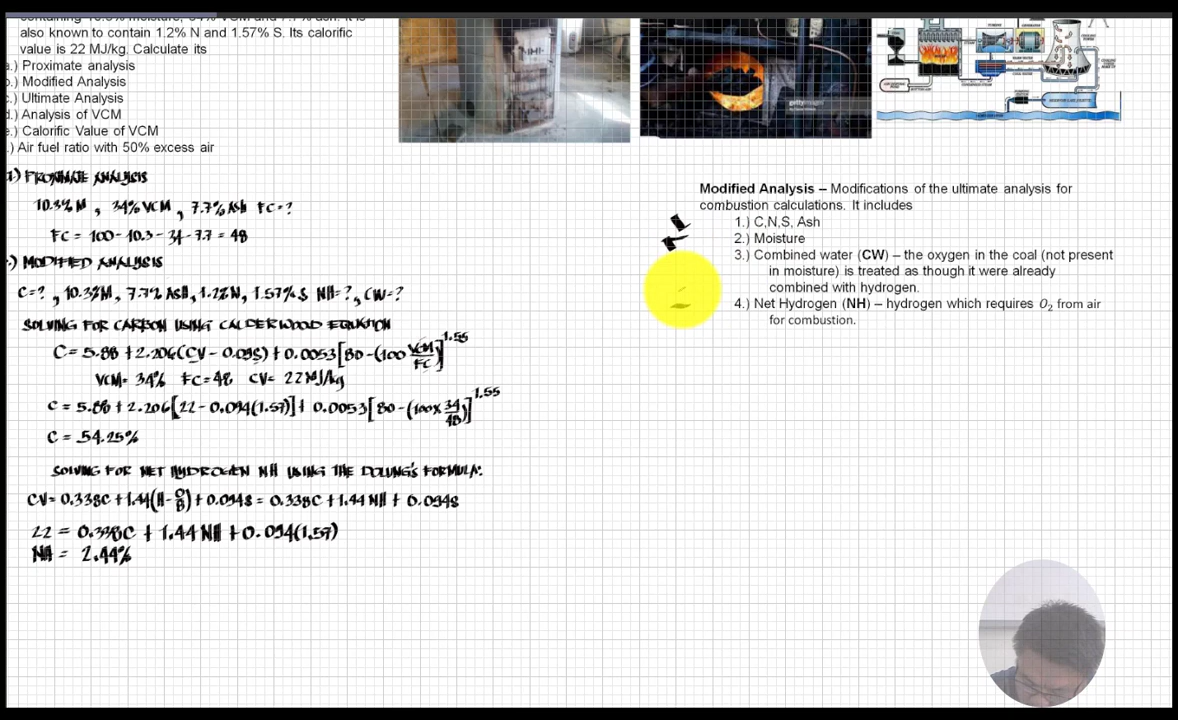 also known to contain 1.2% N and 1.57% S. Its calorific
value is 22 MJ/kg. Calculate its
.) Proximate analysis
.) Modified Analysis
.) Ultimate Analysis
.) Analysis of VCM
.) Calorific Value of VCM
.) Air fuel ratio with 50% excess air
MHI
gettyimages
1) PROXIMATE ANALYSIS
10.3% M, 34% VCM, 7.7% ASH FC=?
FC = 100-10.3-34-7.7 = 48
.) MODIFIED ANALYSIS
C=?, 10.3%M, 7.7% ASH, 1.2%N, 1.57% S NH=?, CW=?
SOLVING FOR CARBON USING CALDERWOOD EQUATION
C = 5.88 + 2.206(CV - 0.09S) + 0.0053[80-(100 VCM/FC)]^1.55
VCM= 34% FC=48 CV= 22MJ/kg
C = 5.88 + 2.206[22-0.094(1.57)] + 0.0053[80-(100x 34/48)]^1.55
C = 54.25%
SOLVING FOR NET HYDROGEN NH USING THE DOLUNG'S FORMULA:
CV= 0.338C + 1.44(H-O/8) + 0.094S = 0.338C + 1.44 NH + 0.094S
22 = 0.338C + 1.44 NH + 0.094(1.57)
NH = 2.44%
Modified Analysis – Modifications of the ultimate analysis for
combustion calculations. It includes
1.) C,N,S, Ash
2.) Moisture
3.) Combined water (CW) – the oxygen in the coal (not present
in moisture) is treated as though it were already
combined with hydrogen.
4.) Net Hydrogen (NH) – hydrogen which requires O₂ from air
for combustion.